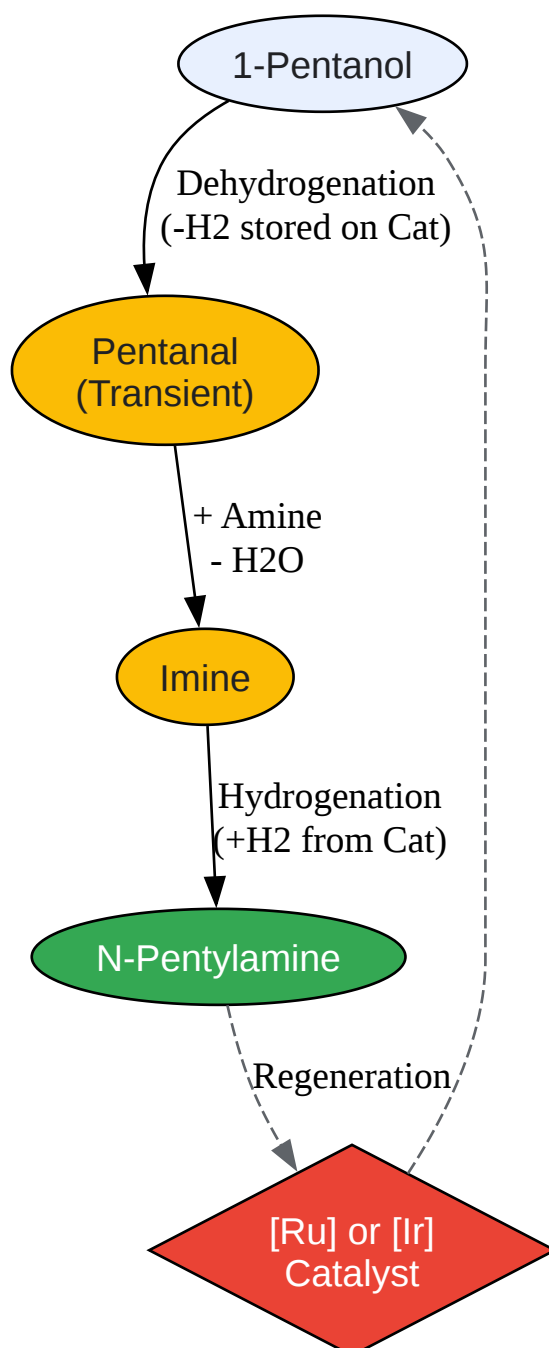 1-Pentanol
Dehydrogenation
(-H2 stored on Cat)
Pentanal
(Transient)
+ Amine
- H2O
Imine
Hydrogenation
(+H2 from Cat)
N-Pentylamine
Regeneration
[Ru] or [Ir]
Catalyst